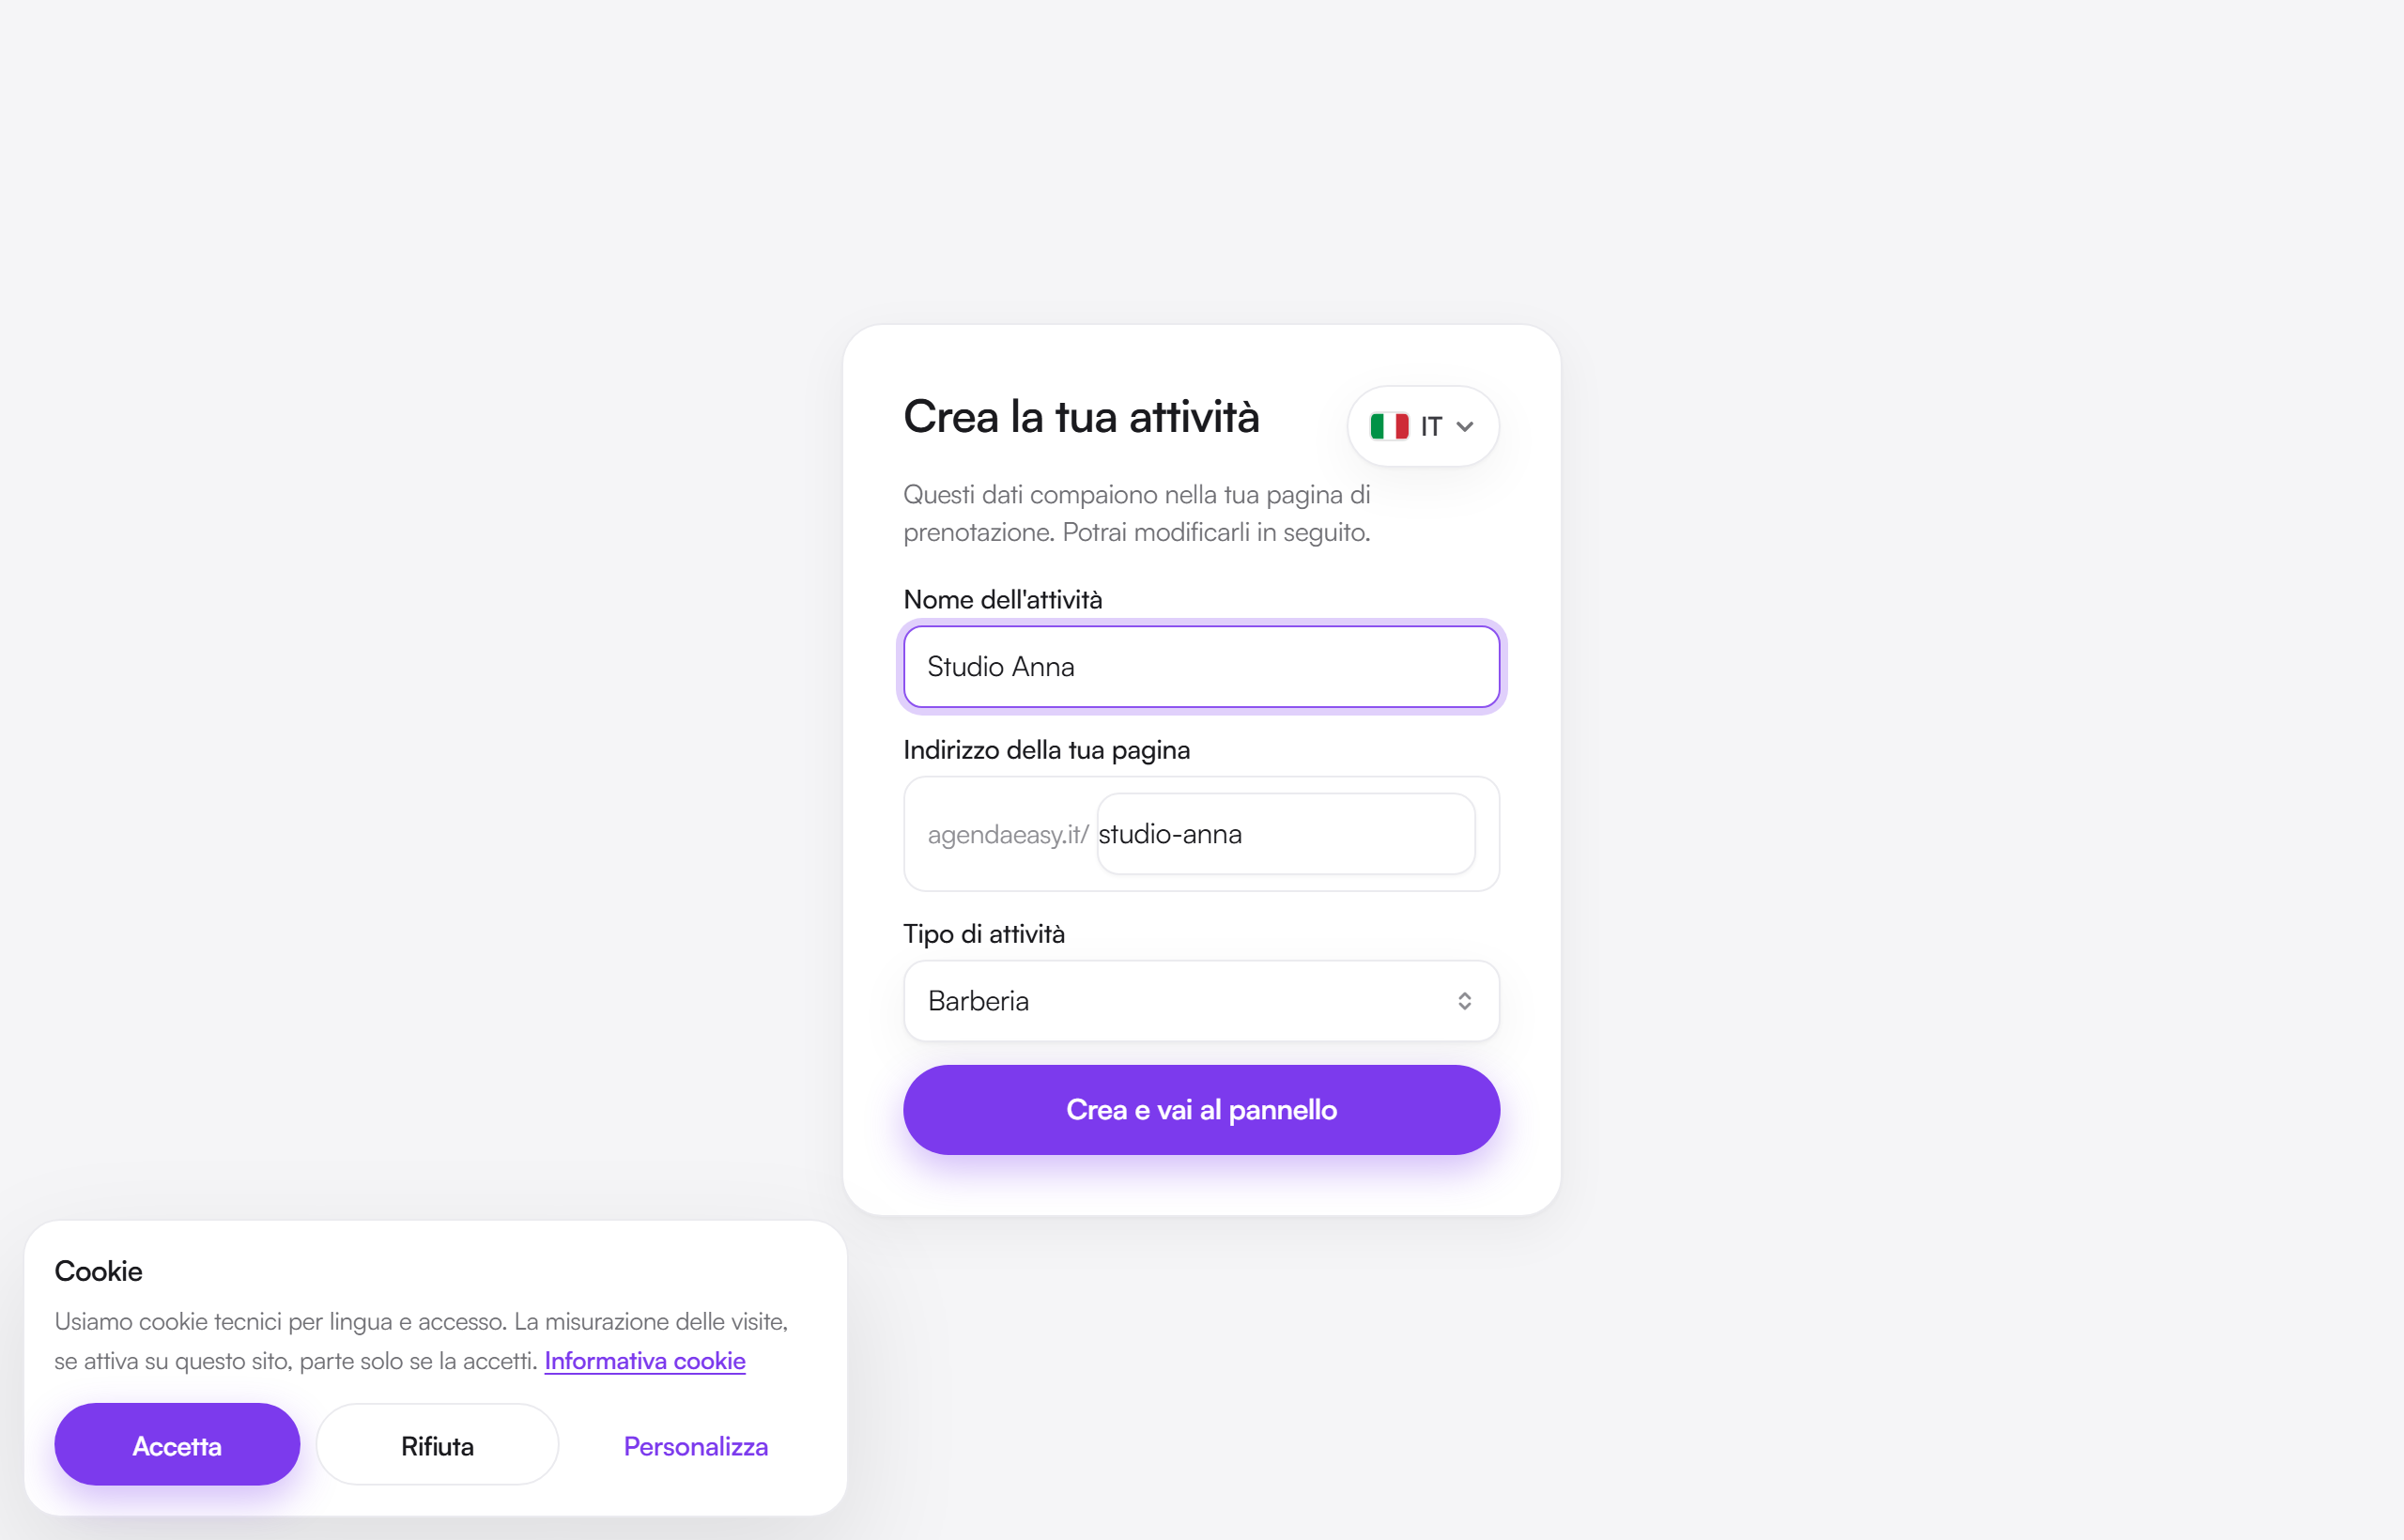 Crea la tua attività
IT
Questi dati compaiono nella tua pagina di
prenotazione. Potrai modificarli in seguito.
Nome dell'attività
Studio Anna
Indirizzo della tua pagina
agendaeasy.it/ studio-anna
Tipo di attività
Barberia
Crea e vai al pannello
Cookie
Usiamo cookie tecnici per lingua e accesso. La misurazione delle visite,
se attiva su questo sito, parte solo se la accetti. Informativa cookie
Accetta Rifiuta Personalizza